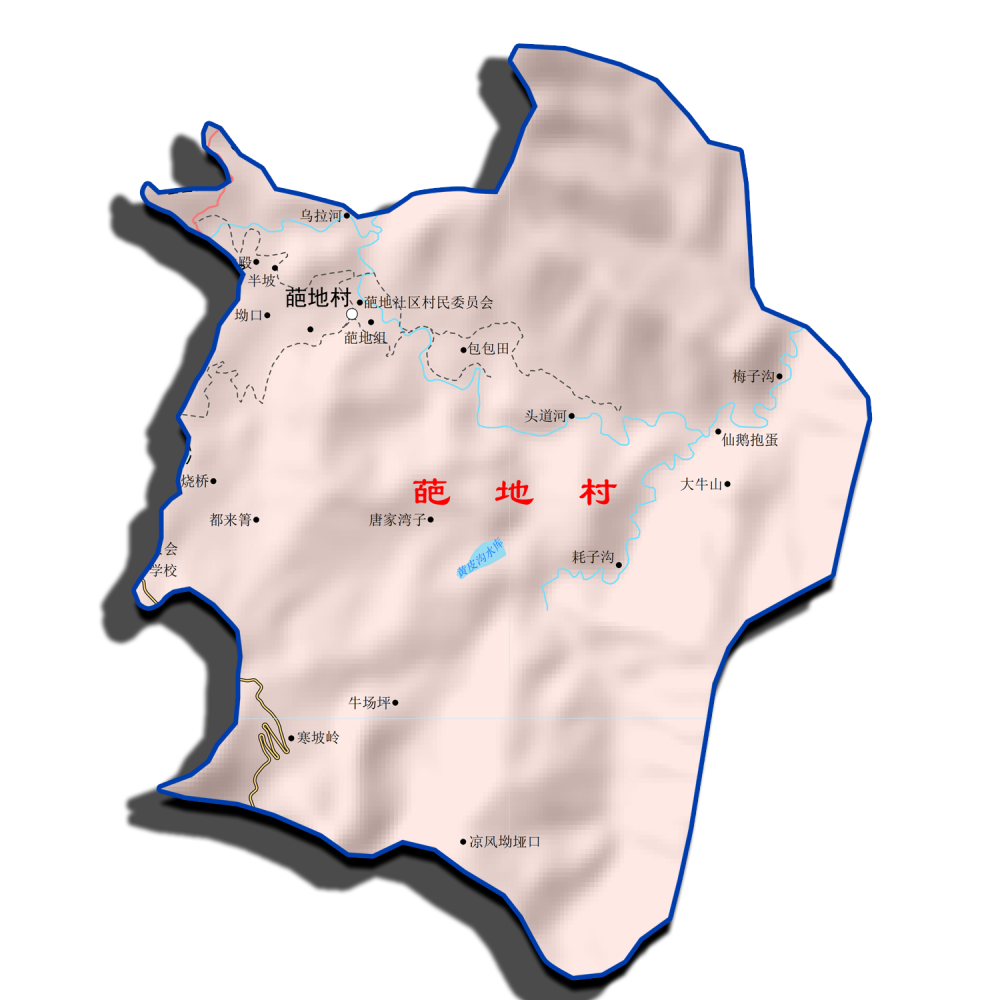 乌拉河
毁
半坡
葩地村
葩地社区村民委员会
坳口
葩地组
包包田
梅子沟
头道河
仙鹅抱蛋
烧桥
葩地村
大牛山
都来箐
唐家湾子
会
学校
黄皮沟水库
耗子沟
牛场坪
寒坡岭
凉风坳垭口